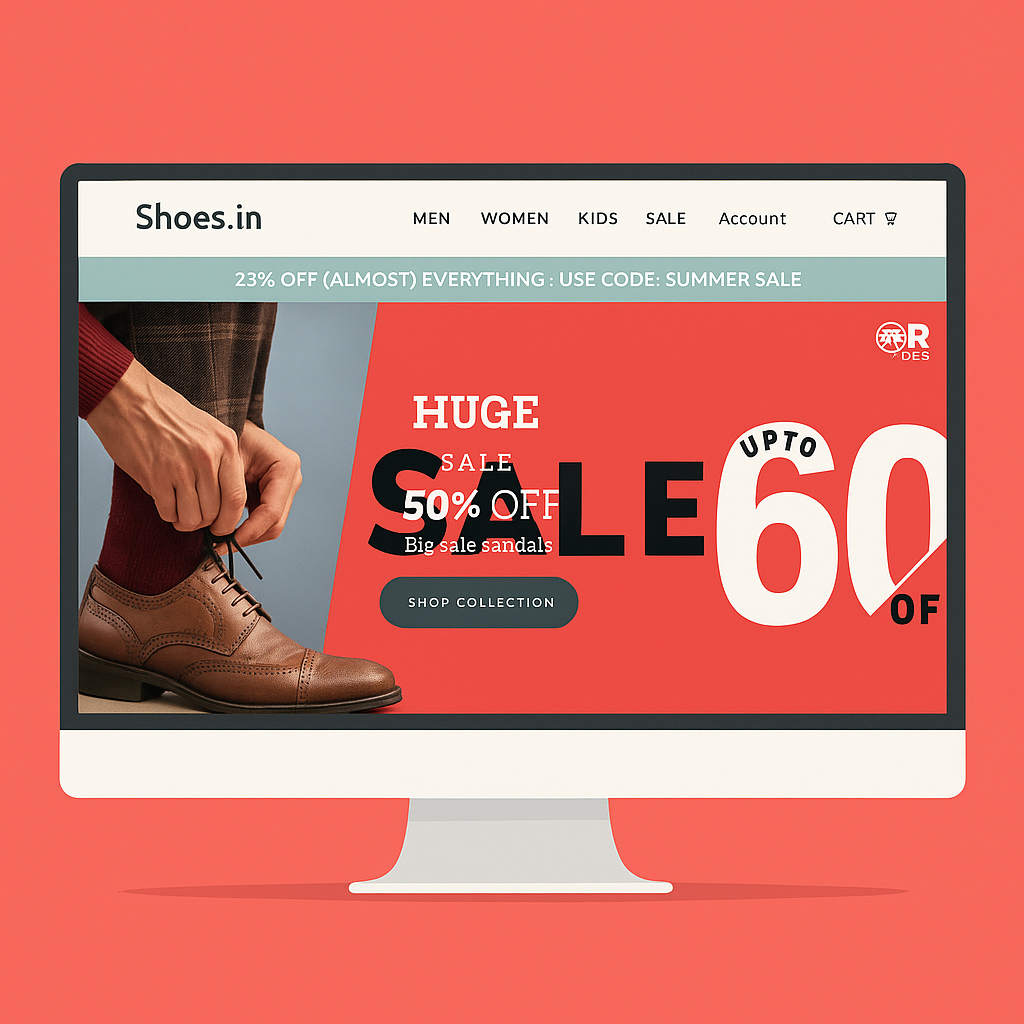 Shoes.in
MEN WOMEN KIDS SALE Account CART
23% OFF (ALMOST) EVERYTHING : USE CODE: SUMMER SALE
R
DES
HUGE
SALE
50% OFF
Big sale sandals
SHOP COLLECTION
SALE
UPTO
60
OF